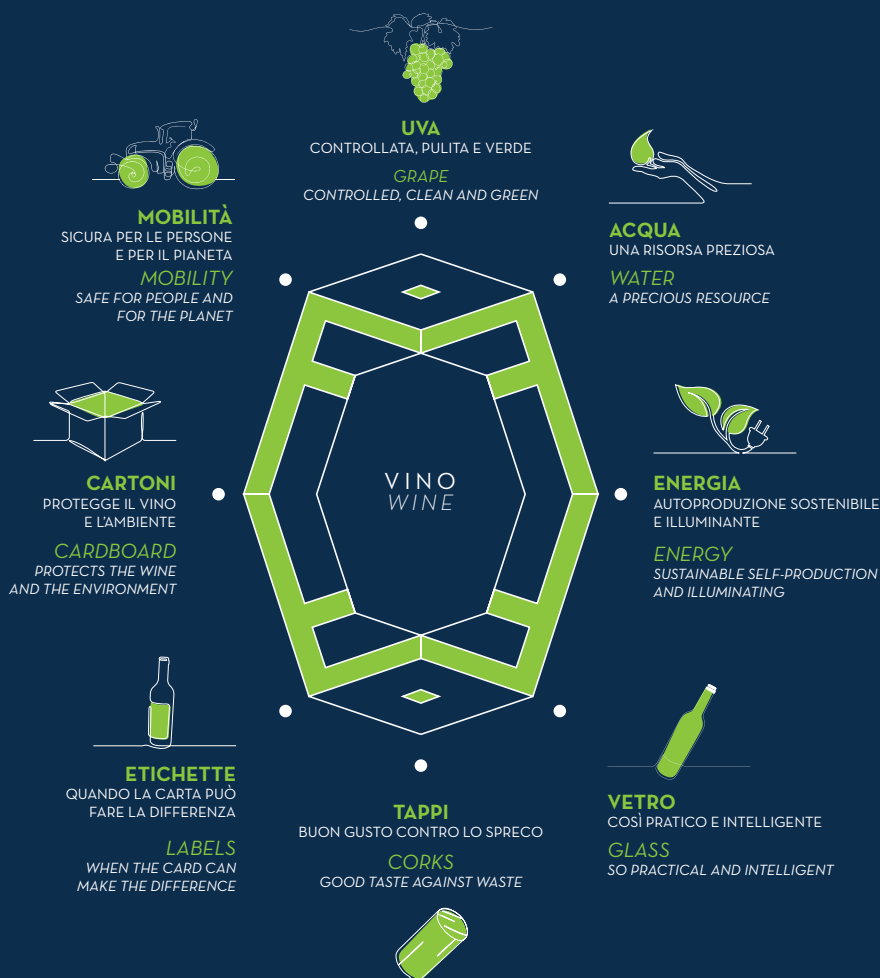 UVA
CONTROLLATA, PULITA E VERDE
GRAPE
CONTROLLED, CLEAN AND GREEN
MOBILITÀ
SICURA PER LE PERSONE
E PER IL PIANETA
MOBILITY
SAFE FOR PEOPLE AND
FOR THE PLANET
ACQUA
UNA RISORSA PREZIOSA
WATER
A PRECIOUS RESOURCE
CARTONI
PROTEGGE IL VINO
E L'AMBIENTE
CARDBOARD
PROTECTS THE WINE
AND THE ENVIRONMENT
VINO
WINE
ENERGIA
AUTOPRODUZIONE SOSTENIBILE
E ILLUMINANTE
ENERGY
SUSTAINABLE SELF-PRODUCTION
AND ILLUMINATING
ETICHETTE
QUANDO LA CARTA PUÒ
FARE LA DIFFERENZA
LABELS
WHEN THE CARD CAN
MAKE THE DIFFERENCE
TAPPI
BUON GUSTO CONTRO LO SPRECO
CORKS
GOOD TASTE AGAINST WASTE
VETRO
COSÌ PRATICO E INTELLIGENTE
GLASS
SO PRACTICAL AND INTELLIGENT